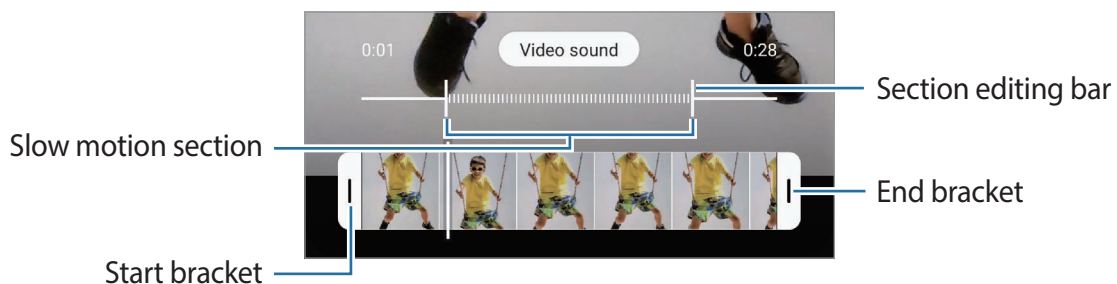 0:01
Video sound
0:28
Section editing bar
Slow motion section
End bracket
Start bracket